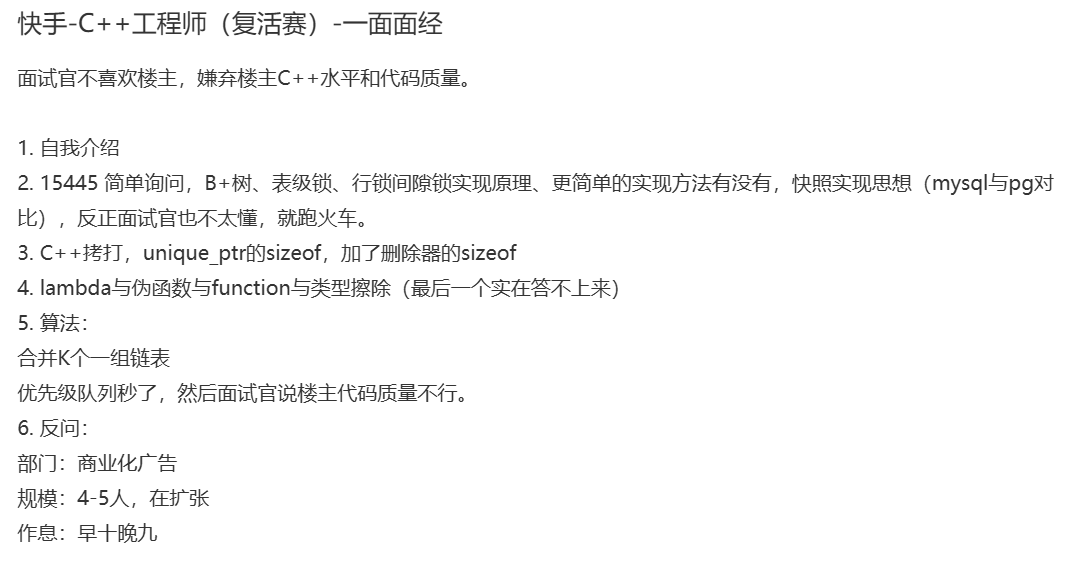 快手-C++工程师（复活赛）-一面面经
面试官不喜欢楼主，嫌弃楼主C++水平和代码质量。
1. 自我介绍
2. 15445 简单询问，B+树、表级锁、行锁间隙锁实现原理、更简单的实现方法有没有，快照实现思想（mysql与pg对
比），反正面试官也不太懂，就跑火车。
3. C++拷打，unique_ptr的sizeof，加了删除器的sizeof
4. lambda与伪函数与function与类型擦除（最后一个实在答不上来）
5. 算法：
合并K个一组链表
优先级队列秒了，然后面试官说楼主代码质量不行。
6. 反问：
部门：商业化广告
规模：4-5人，在扩张
作息：早十晚九